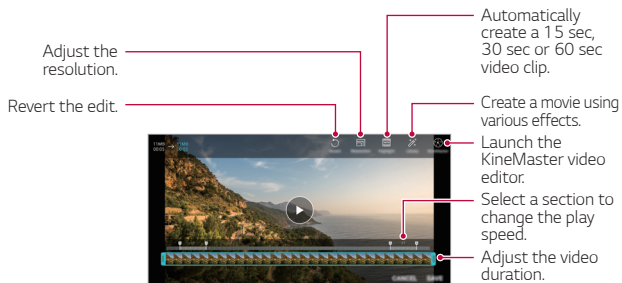 Adjust the
resolution.
Revert the edit.
Automatically
create a 15 sec,
30 sec or 60 sec
video clip.
Create a movie using
various effects.
Launch the
KineMaster video
editor.
Select a section to
change the play
speed.
Adjust the video
duration.
CANCEL SAVE